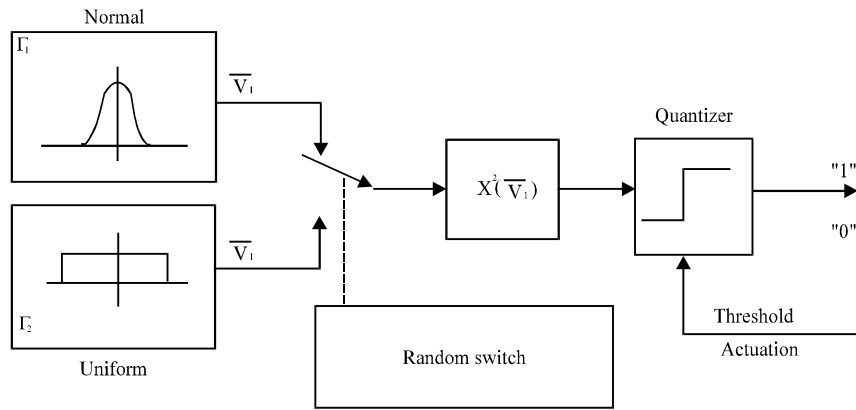 Normal
Γ₁
V̅₁
Quantizer
X²(V̅₁)
"1"
"0"
V̅₁
Γ₂
Uniform
Random switch
Threshold
Actuation